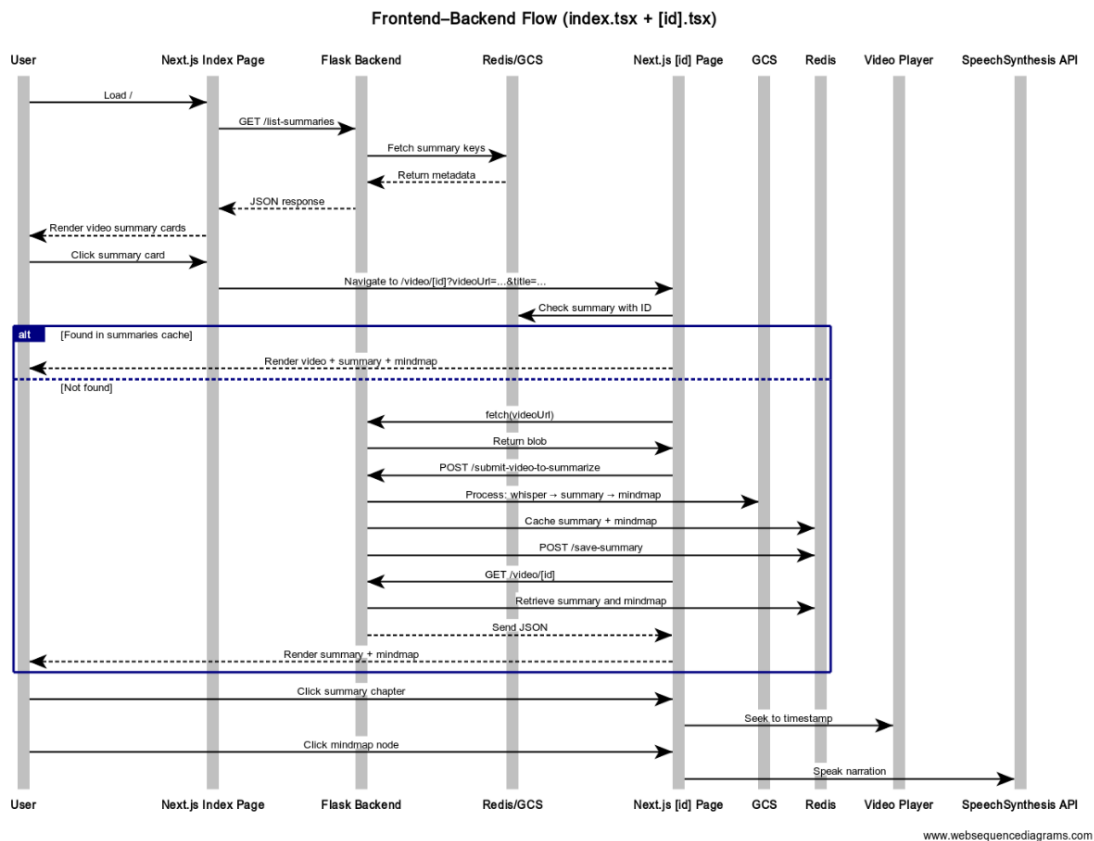 Frontend–Backend Flow (index.tsx + [id].tsx)
User Next.js Index Page Flask Backend Redis/GCS Next.js [id] Page GCS Redis Video Player SpeechSynthesis API
Load /
GET /list-summaries
Fetch summary keys
Return metadata
JSON response
Render video summary cards
Click summary card
Navigate to /video/[id]?videoUrl=...&title=...
Check summary with ID
alt [Found in summaries cache]
Render video + summary + mindmap
[Not found]
fetch(videoUrl)
Return blob
POST /submit-video-to-summarize
Process: whisper → summary → mindmap
Cache summary + mindmap
POST /save-summary
GET /video/[id]
Retrieve summary and mindmap
Send JSON
Render summary + mindmap
Click summary chapter
Seek to timestamp
Click mindmap node
Speak narration
User Next.js Index Page Flask Backend Redis/GCS Next.js [id] Page GCS Redis Video Player SpeechSynthesis API
www.websequencediagrams.com